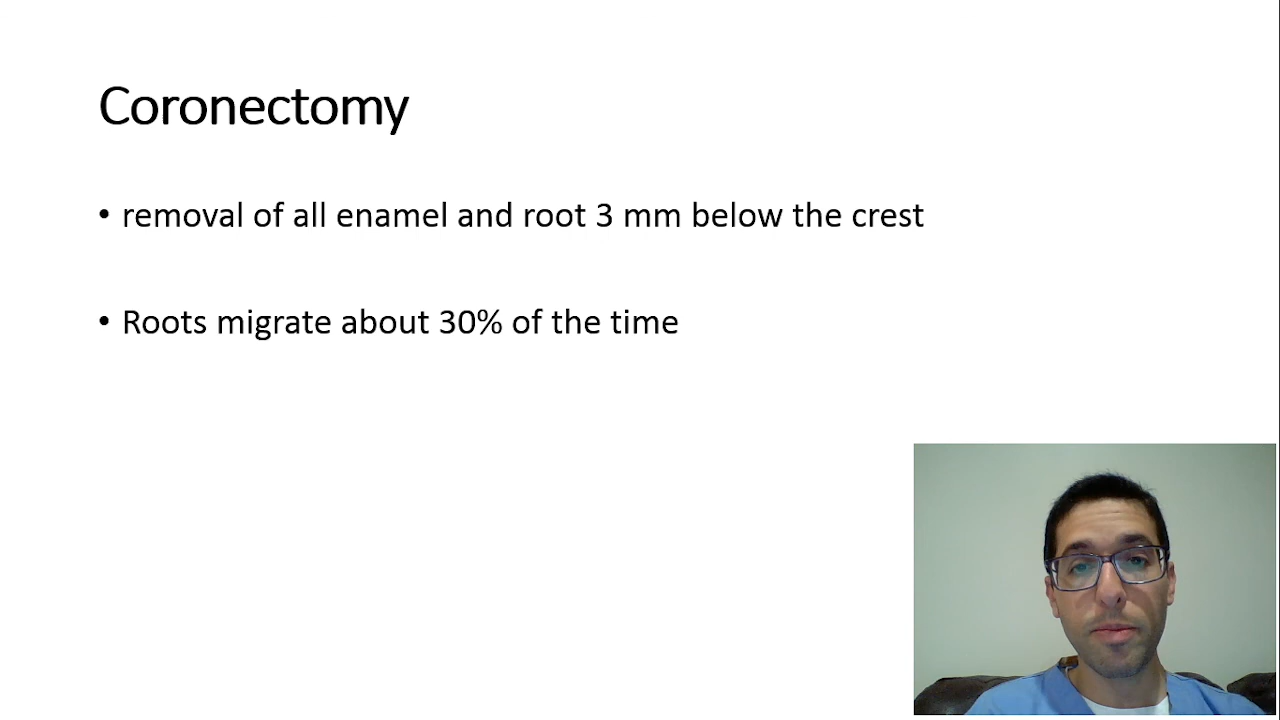 Coronectomy
• removal of all enamel and root 3 mm below the crest
• Roots migrate about 30% of the time